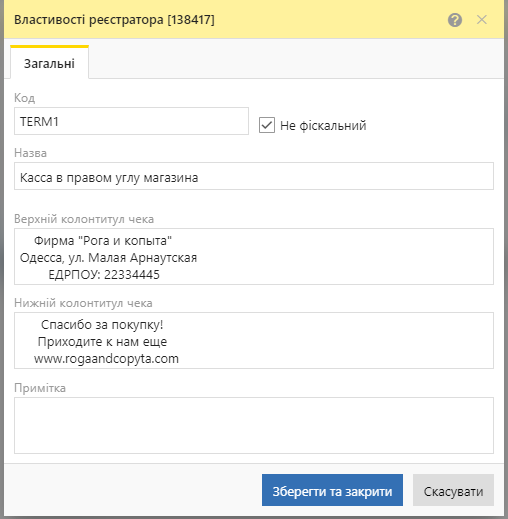 Властивості реєстратора [138417]
Загальні
Код
TERM1
Не фіскальний
Назва
Касса в правом углу магазина
Верхній колонтитул чека
Фирма "Рога и копыта"
Одесса, ул. Малая Арнаутская
ЕДРПОУ: 22334445
Нижній колонтитул чека
Спасибо за покупку!
Приходите к нам еще
www.rogaandcopyta.com
Примітка
Зберегти та закрити
Скасувати